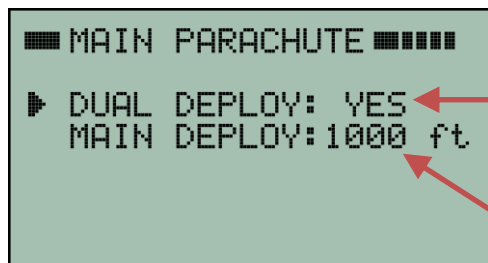 MAIN PARACHUTE
DUAL DEPLOY: YES
MAIN DEPLOY:1000 ft